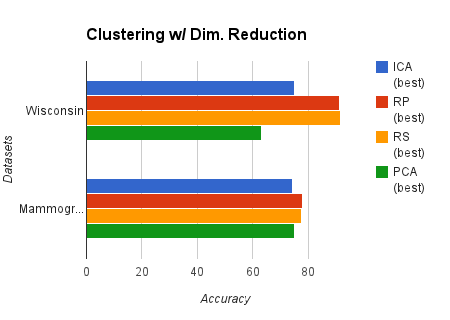 Clustering w/ Dim. Reduction
Datasets
Wisconsin
Mammogr...
0 20 40 60 80
Accuracy
ICA
(best)
RP
(best)
RS
(best)
PCA
(best)